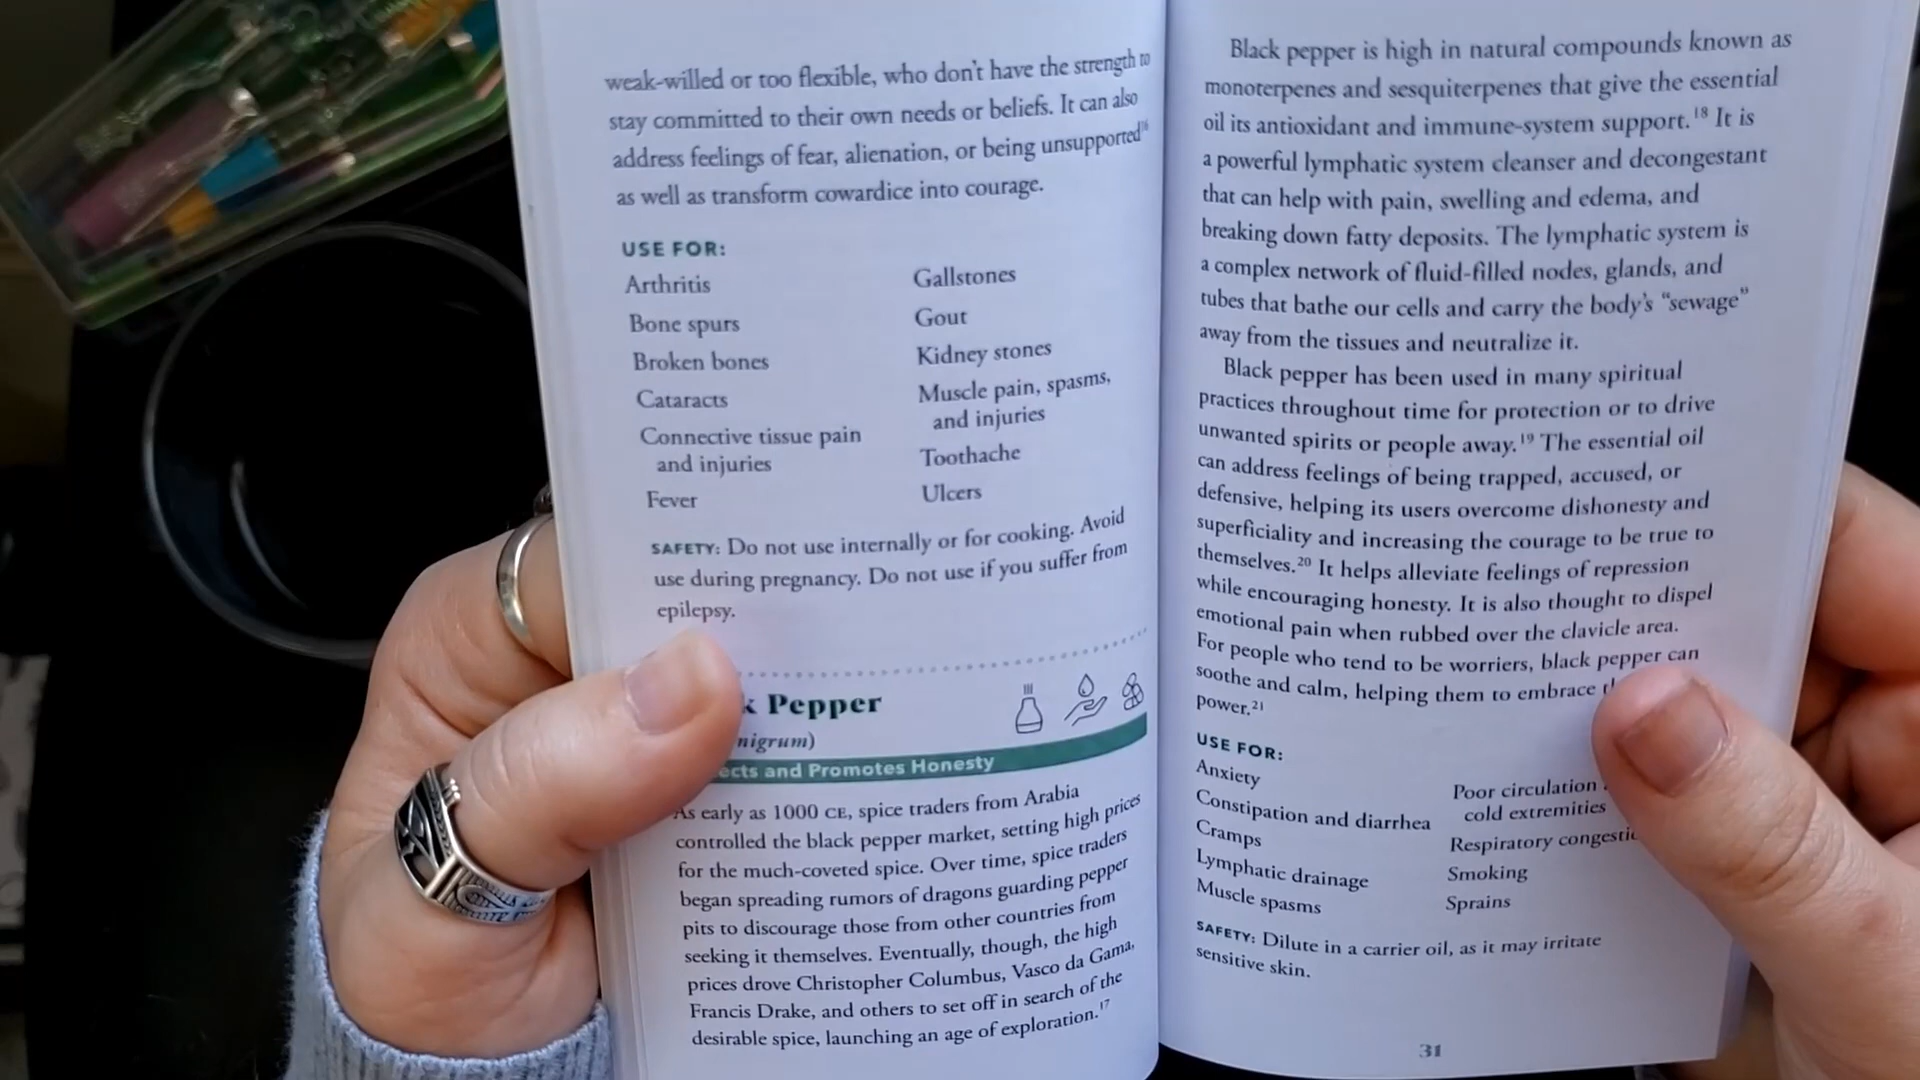 weak-willed or too flexible, who don't have the strength to
stay committed to their own needs or beliefs. It can also
address feelings of fear, alienation, or being unsupported¹⁶
as well as transform cowardice into courage.
USE FOR:
Arthritis
Bone spurs
Broken bones
Cataracts
Connective tissue pain
and injuries
Fever
Gallstones
Gout
Kidney stones
Muscle pain, spasms,
and injuries
Toothache
Ulcers
SAFETY: Do not use internally or for cooking. Avoid
use during pregnancy. Do not use if you suffer from
epilepsy.
k Pepper
nigrum)
ects and Promotes Honesty
As early as 1000 CE, spice traders from Arabia
controlled the black pepper market, setting high prices
for the much-coveted spice. Over time, spice traders
began spreading rumors of dragons guarding pepper
pits to discourage those from other countries from
seeking it themselves. Eventually, though, the high
prices drove Christopher Columbus, Vasco da Gama,
Francis Drake, and others to set off in search of the
desirable spice, launching an age of exploration.¹⁷
Black pepper is high in natural compounds known as
monoterpenes and sesquiterpenes that give the essential
oil its antioxidant and immune-system support.¹⁸ It is
a powerful lymphatic system cleanser and decongestant
that can help with pain, swelling and edema, and
breaking down fatty deposits. The lymphatic system is
a complex network of fluid-filled nodes, glands, and
tubes that bathe our cells and carry the body's “sewage”
away from the tissues and neutralize it.
Black pepper has been used in many spiritual
practices throughout time for protection or to drive
unwanted spirits or people away.¹⁹ The essential oil
can address feelings of being trapped, accused, or
defensive, helping its users overcome dishonesty and
superficiality and increasing the courage to be true to
themselves.²⁰ It helps alleviate feelings of repression
while encouraging honesty. It is also thought to dispel
emotional pain when rubbed over the clavicle area.
For people who tend to be worriers, black pepper can
soothe and calm, helping them to embrace
power.²¹
USE FOR:
Anxiety
Constipation and diarrhea
Cramps
Lymphatic drainage
Muscle spasms
Poor circulation
cold extremities
Respiratory congesti
Smoking
Sprains
SAFETY: Dilute in a carrier oil, as it may irritate
sensitive skin.
31